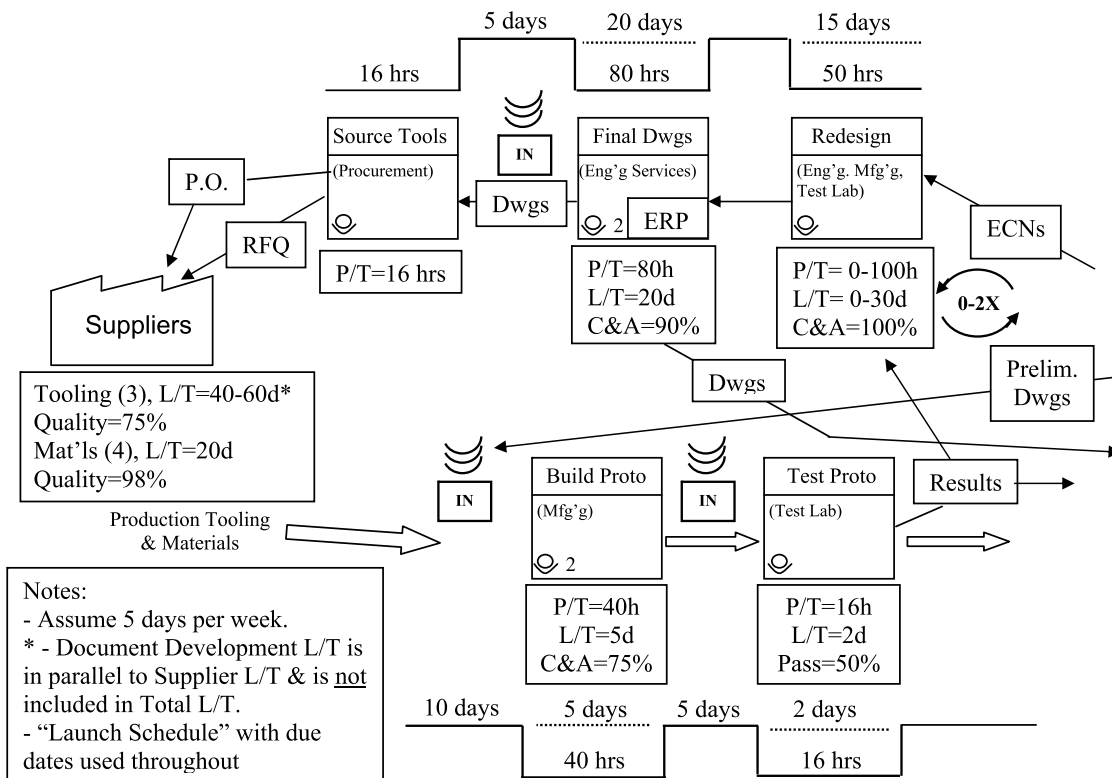 5 days
20 days
15 days
16 hrs
80 hrs
50 hrs
Source Tools
(Procurement)
IN
Final Dwgs
(Eng'g Services)
2
ERP
Redesign
(Eng'g. Mfg'g,
Test Lab)
P.O.
Dwgs
RFQ
ECNs
P/T=16 hrs
P/T=80h
L/T=20d
C&A=90%
P/T= 0-100h
L/T= 0-30d
C&A=100%
0-2X
Suppliers
Tooling (3), L/T=40-60d*
Quality=75%
Mat'ls (4), L/T=20d
Quality=98%
Dwgs
Prelim.
Dwgs
IN
Build Proto
(Mfg'g)
2
IN
Test Proto
(Test Lab)
Results
Production Tooling
& Materials
P/T=40h
L/T=5d
C&A=75%
P/T=16h
L/T=2d
Pass=50%
Notes:
- Assume 5 days per week.
* - Document Development L/T is
in parallel to Supplier L/T & is not
included in Total L/T.
- “Launch Schedule” with due
dates used throughout
10 days
5 days
5 days
2 days
40 hrs
16 hrs